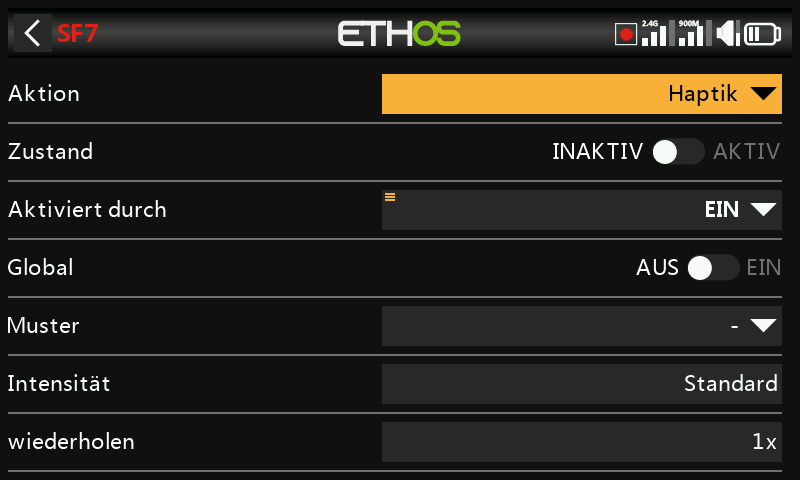 SF7 ETHOS 2.4G 900M
Aktion Haptik
Zustand INAKTIV AKTIV
Aktiviert durch EIN
Global AUS EIN
Muster -
Intensität Standard
wiederholen 1x